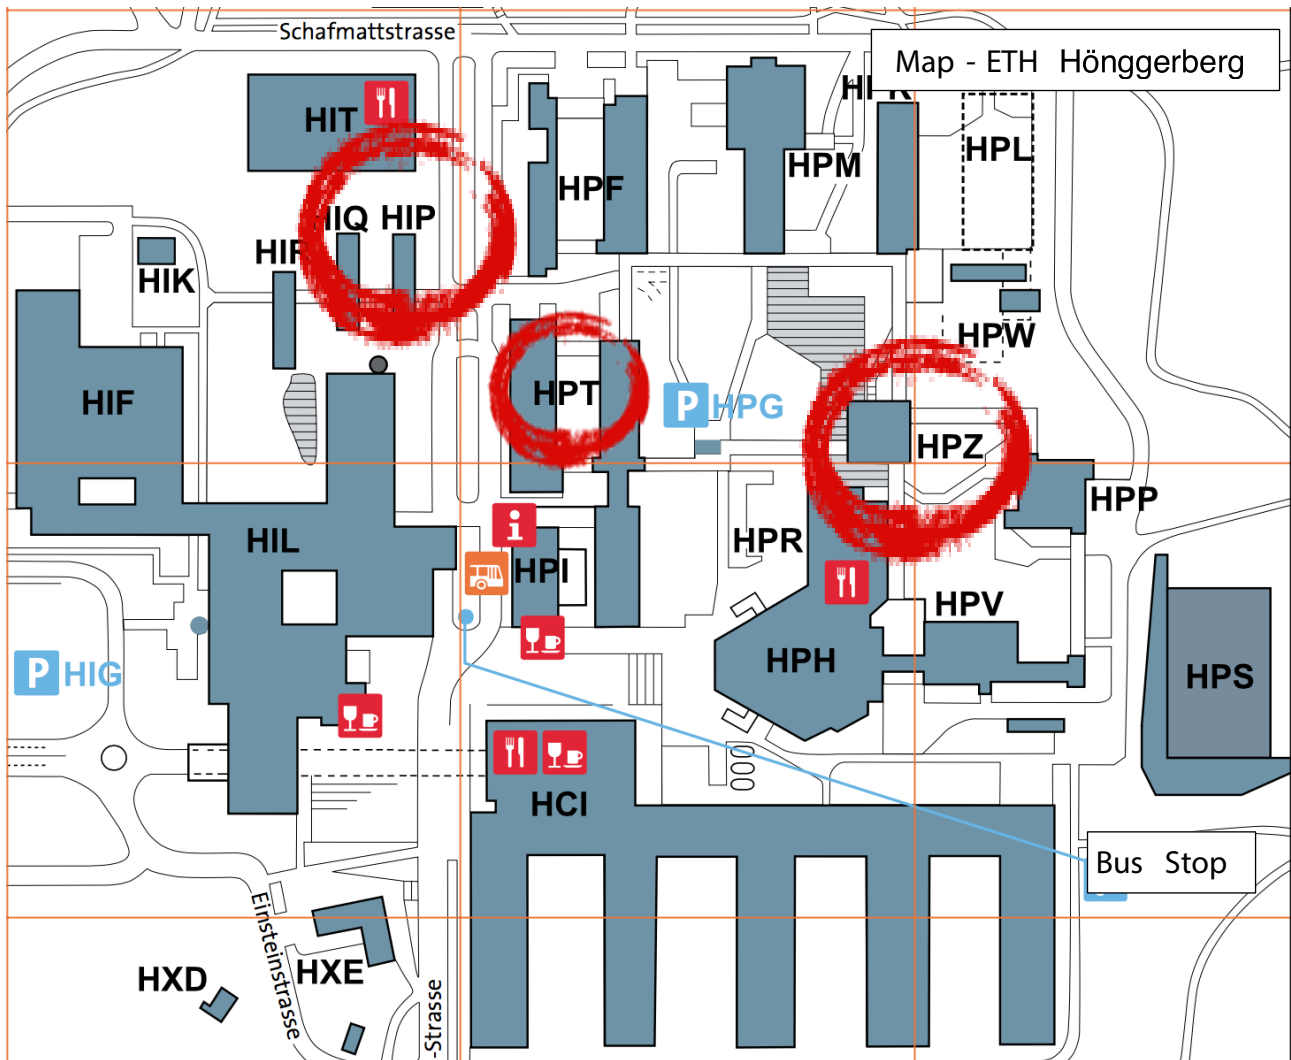 Schafmattstrasse
Map - ETH Hönggerberg
HIT
HPF
HPM
HPL
HIQ HIP
HIK
HPW
HIF
HPT
P HPG
HPZ
HPP
HIL
HPR
HPI
HPV
HPH
P HIG
HPS
HCI
Bus Stop
Einsteinstrasse
HXE
HXD
-Strasse